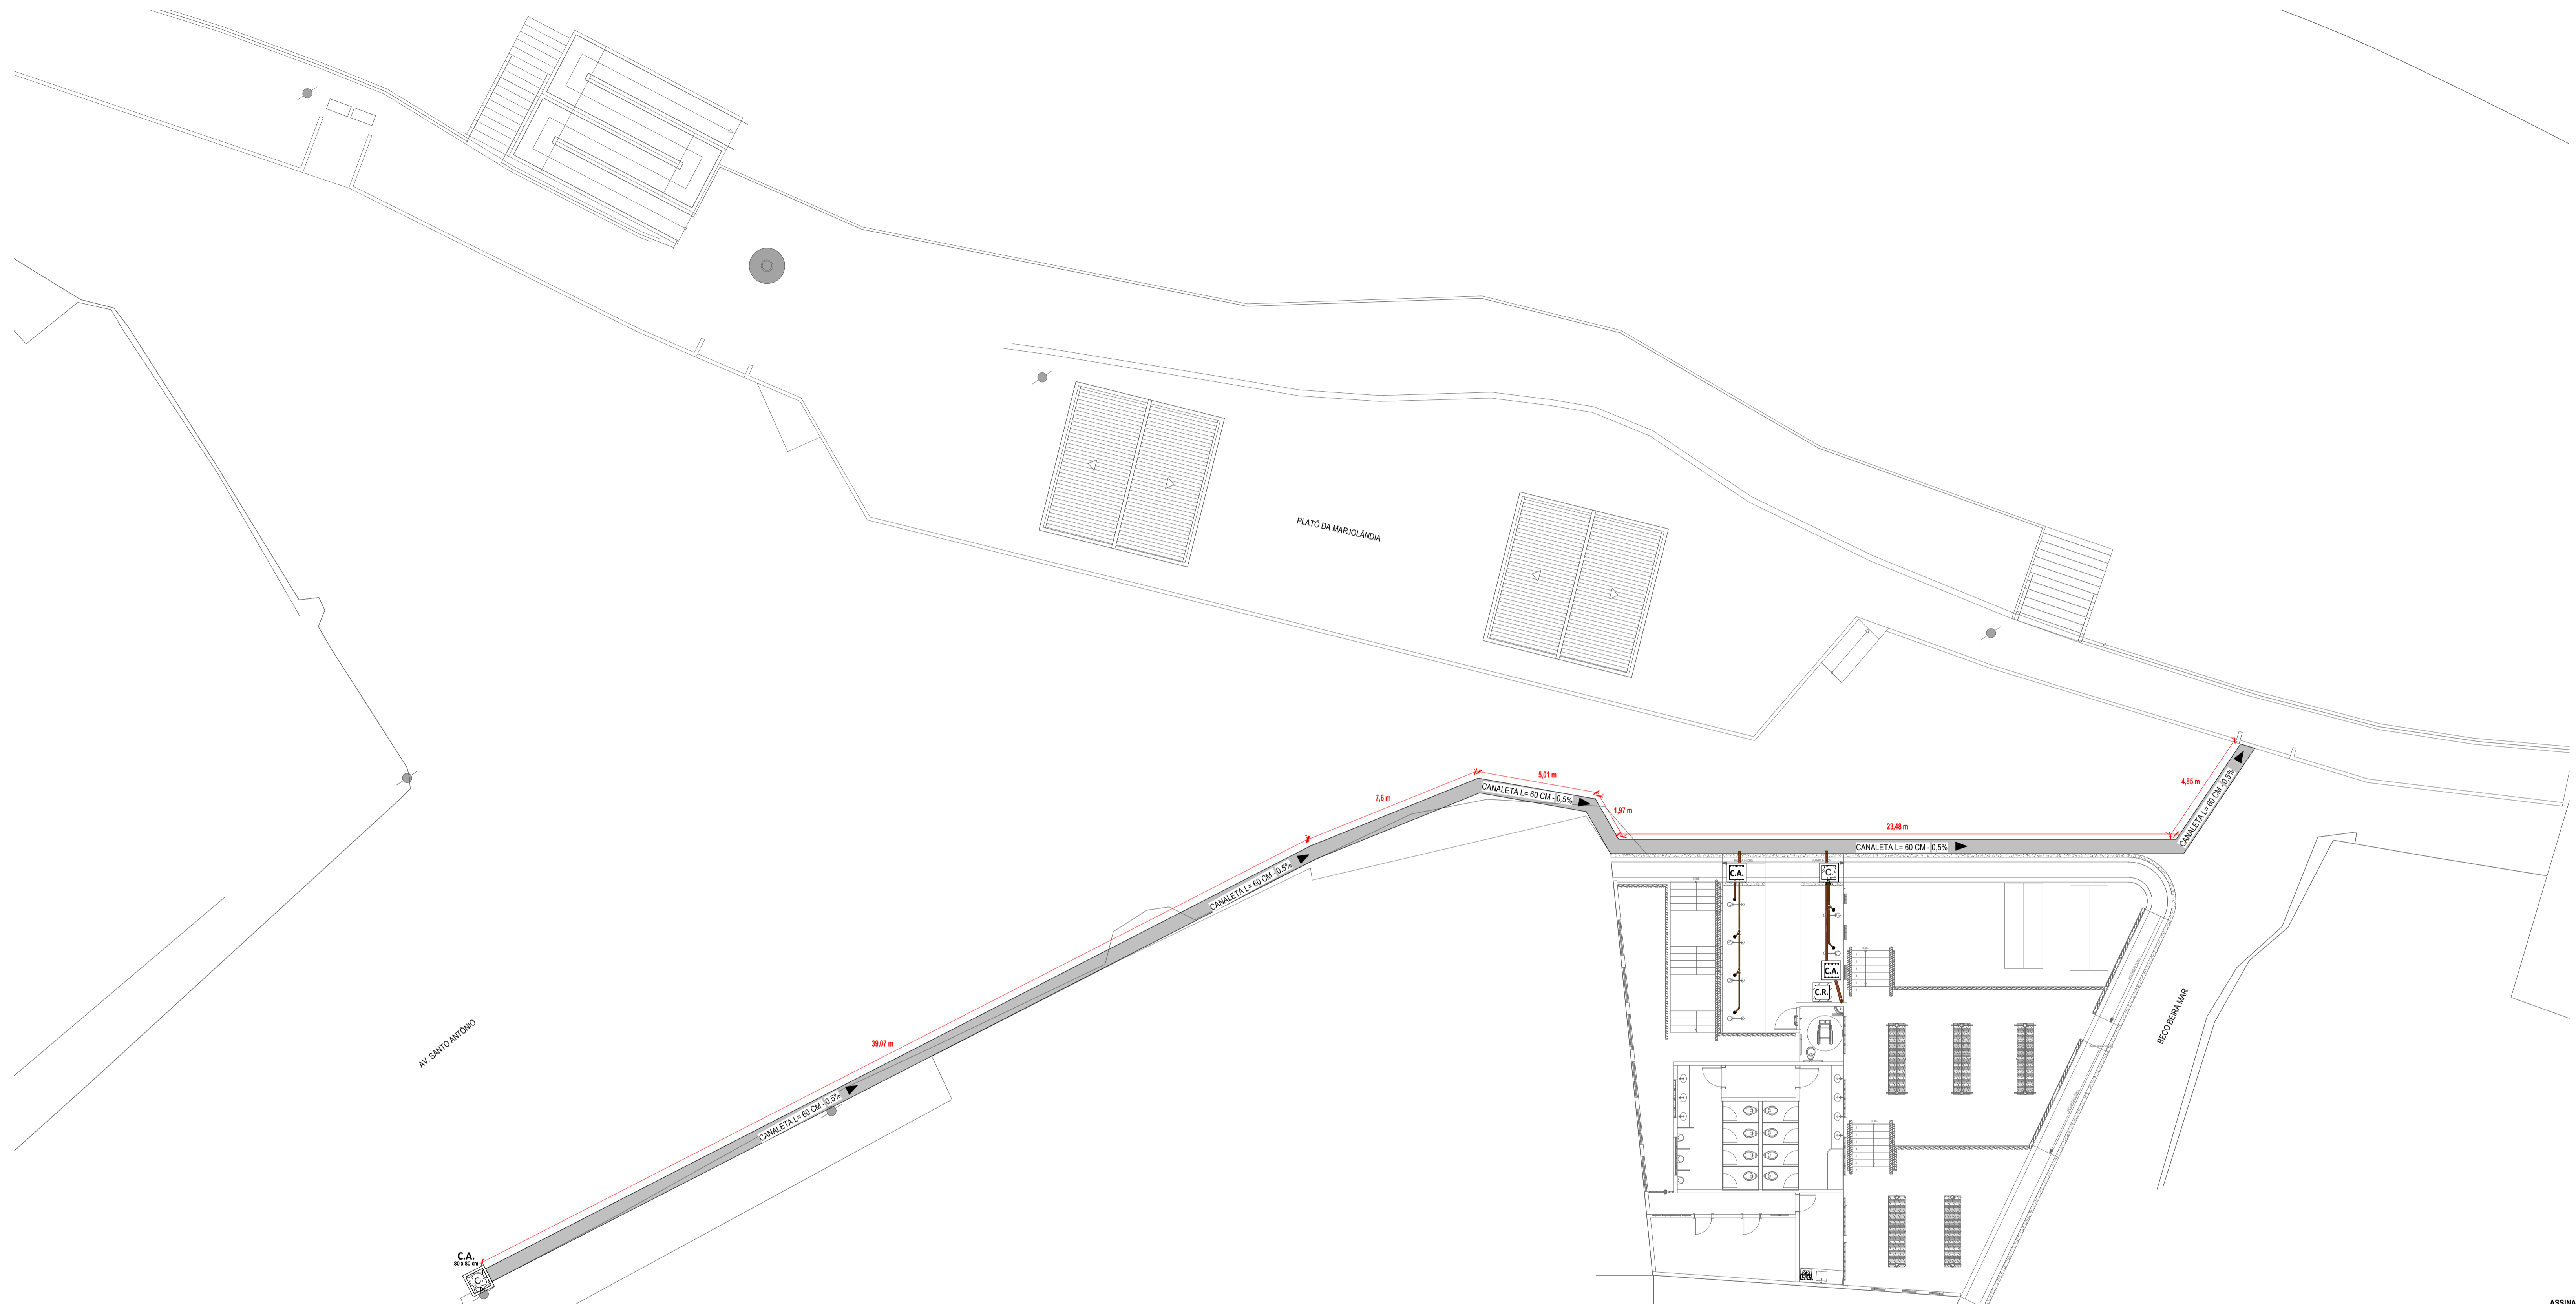 PLATÔ DA MARJOLÂNDIA
5,01 m
7,6 m
CANALETA L= 60 CM - 0,5%
1,97 m
4,85 m
CANALETA L= 60 CM - 0,5%
23,48 m
CANALETA L= 60 CM - 0,5%
CANALETA L= 60 CM - 0,5%
C.A.
C.
C.A.
C.R.
BECO BEIRA MAR
AV. SANTO ANTÔNIO
39,07 m
CANALETA L= 60 CM - 0,5%
C.A.
80 x 80 cm
C.
A.
ASSINA